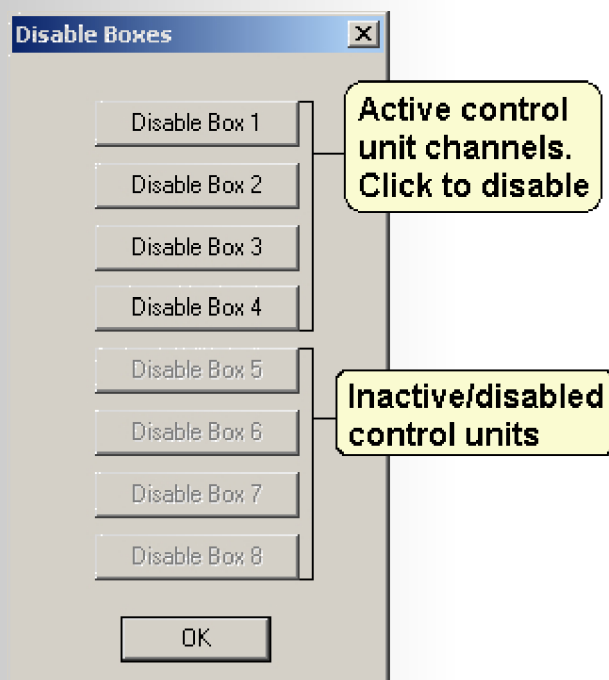 Disable Boxes
Disable Box 1
Disable Box 2
Disable Box 3
Disable Box 4
Disable Box 5
Disable Box 6
Disable Box 7
Disable Box 8
OK
Active control
unit channels.
Click to disable
Inactive/disabled
control units